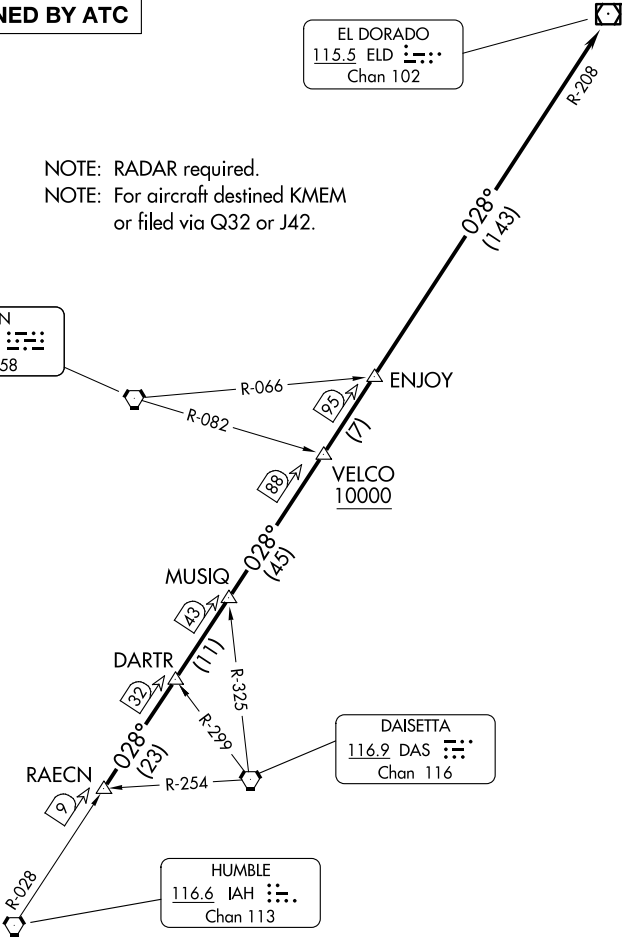 NED BY ATC
EL DORADO
115.5 ELD
Chan 102
R-208
NOTE: RADAR required.
NOTE: For aircraft destined KMEM
or filed via Q32 or J42.
028°
(143)
N
58
R-066
ENJOY
95
R-082
(7)
VELCO
10000
88
028°
(45)
MUSIQ
43
(11)
DARTR
R-325
32
R-299
028°
(23)
DAISETTA
116.9 DAS
Chan 116
RAECN
R-254
9
R-028
HUMBLE
116.6 IAH
Chan 113